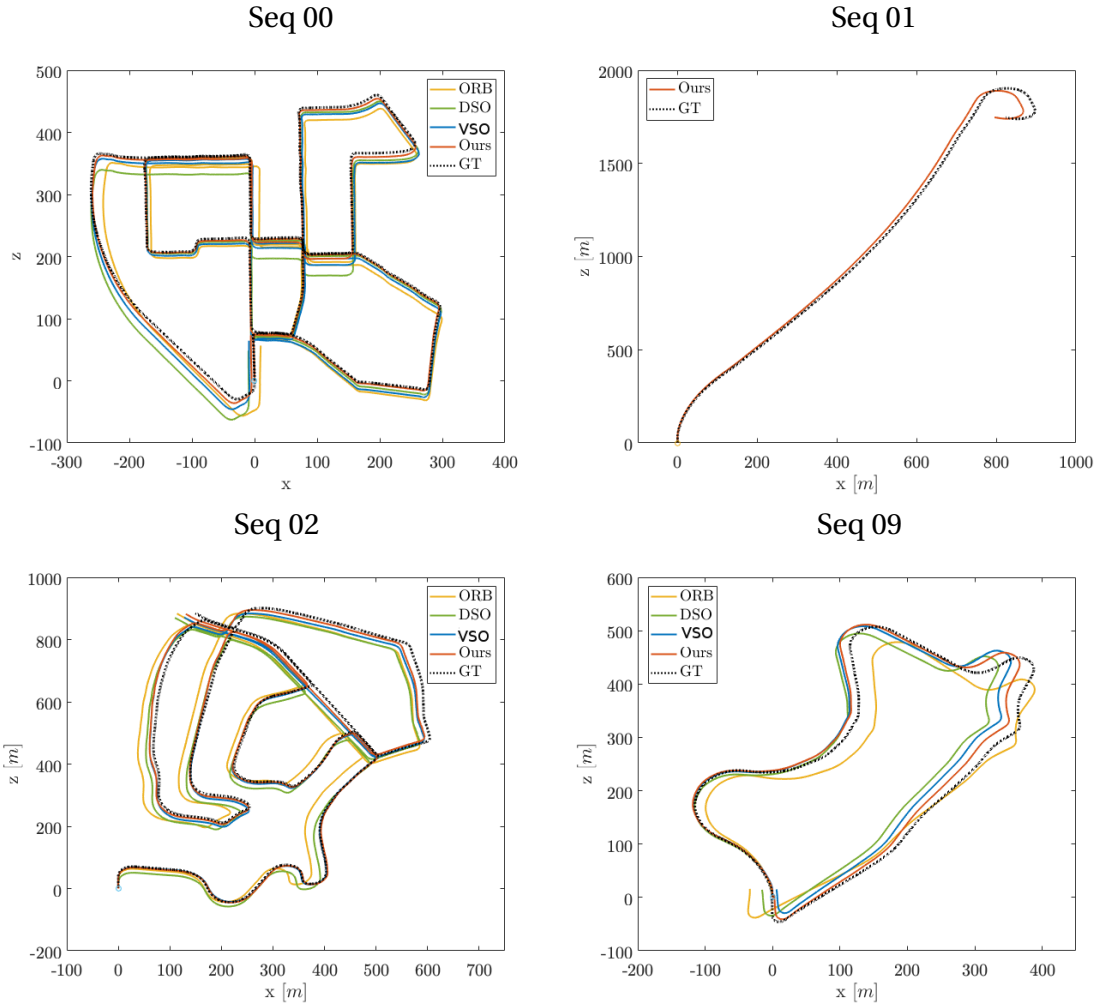 Seq 00
500
400
300
200
100
0
-100
-300
-200
-100
0
100
200
300
400
z
x
ORB
DSO
VSO
Ours
GT
Seq 01
2000
1500
1000
500
0
0
200
400
600
800
1000
z [m]
x [m]
Ours
GT
Seq 02
1000
800
600
400
200
0
-200
-100
0
100
200
300
400
500
600
700
z [m]
x [m]
ORB
DSO
VSO
Ours
GT
Seq 09
600
500
400
300
200
100
0
-100
-200
-100
0
100
200
300
400
z [m]
x [m]
ORB
DSO
VSO
Ours
GT